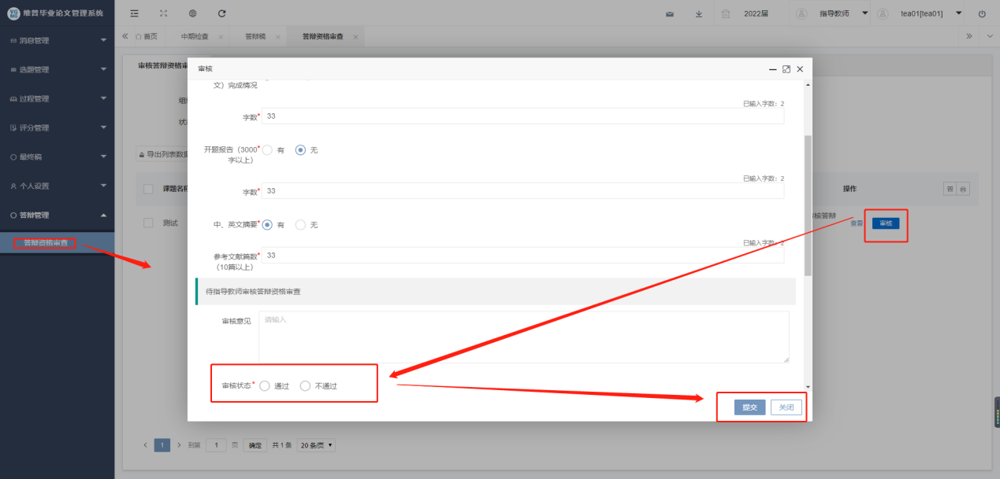 维普毕业论文管理系统
2022届
指导教师
tea01[tea01]
消息管理
选题管理
过程管理
评分管理
最终稿
个人设置
答辩管理
答辩资格审查
首页
中期检查
答辩稿
答辩资格审查
审核答辩资格审
导出列表数据
课题名称
测试
操作
审核答辩
查看
审核
审核
文）完成情况
已输入字数：2
字数* 33
开题报告（3000字以上）* 有 无
已输入字数：2
字数* 33
中、英文摘要* 有 无
已输入字数：2
参考文献篇数* 33
（10篇以上）
待指导教师审核答辩资格审查
审核意见 请输入
审核状态* 通过 不通过
提交 关闭
1 到第 1 页 确定 共 1 条 20 条/页